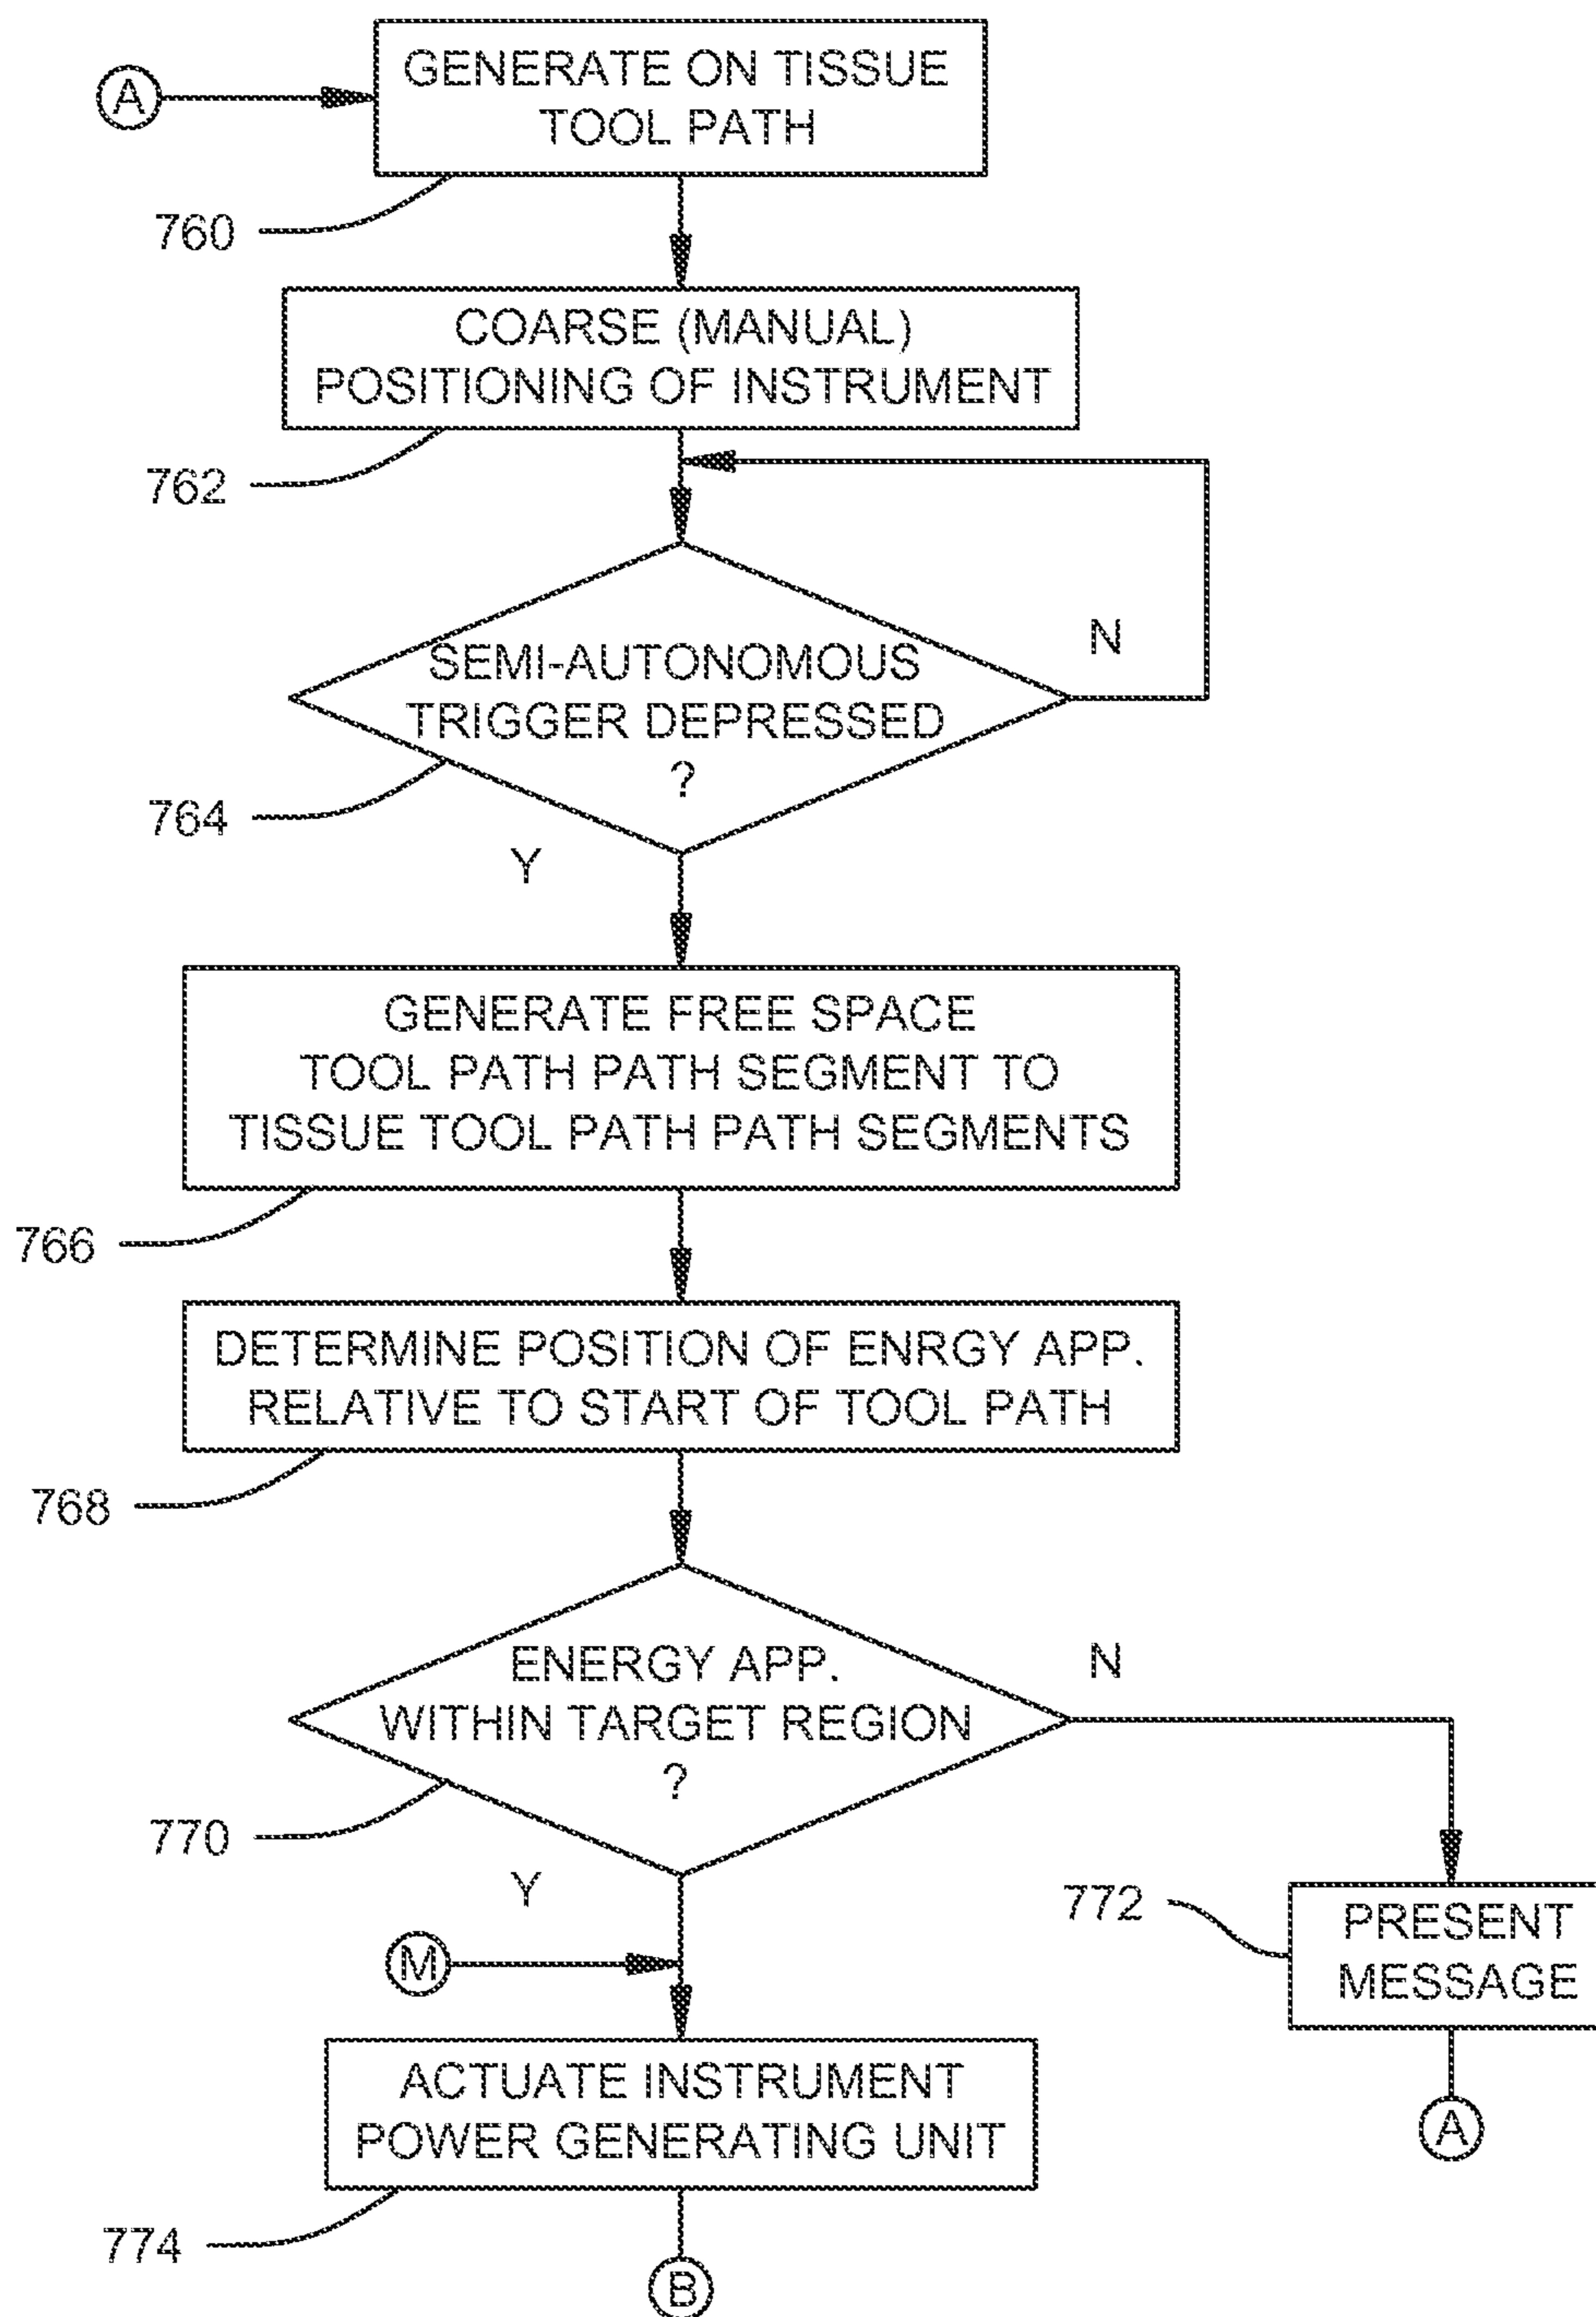 A
GENERATE ON TISSUE
TOOL PATH
760
COARSE (MANUAL)
POSITIONING OF INSTRUMENT
762
SEMI-AUTONOMOUS
TRIGGER DEPRESSED
?
N
764
Y
GENERATE FREE SPACE
TOOL PATH PATH SEGMENT TO
TISSUE TOOL PATH PATH SEGMENTS
766
DETERMINE POSITION OF ENRGY APP.
RELATIVE TO START OF TOOL PATH
768
ENERGY APP.
WITHIN TARGET REGION
?
N
770
Y
772
PRESENT
MESSAGE
M
A
ACTUATE INSTRUMENT
POWER GENERATING UNIT
774
B